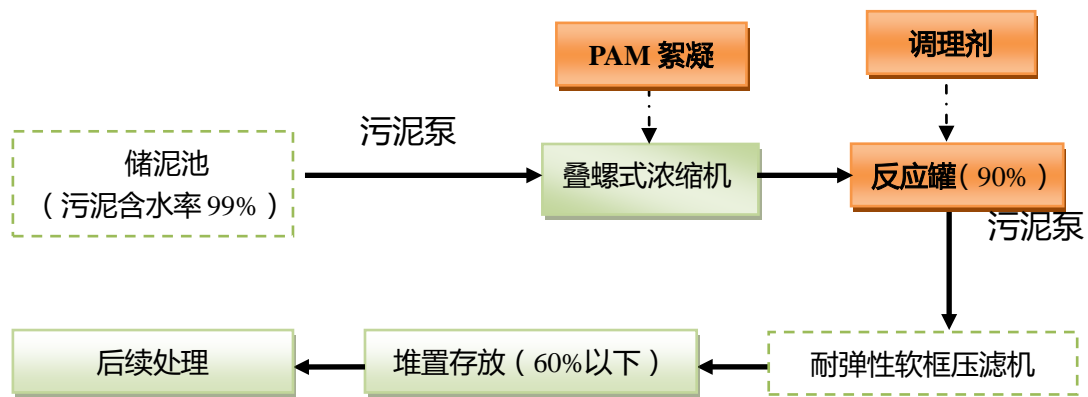 PAM 絮凝
调理剂
污泥泵
储泥池
（污泥含水率 99%）
叠螺式浓缩机
反应罐（90%）
污泥泵
后续处理
堆置存放（60%以下）
耐弹性软框压滤机